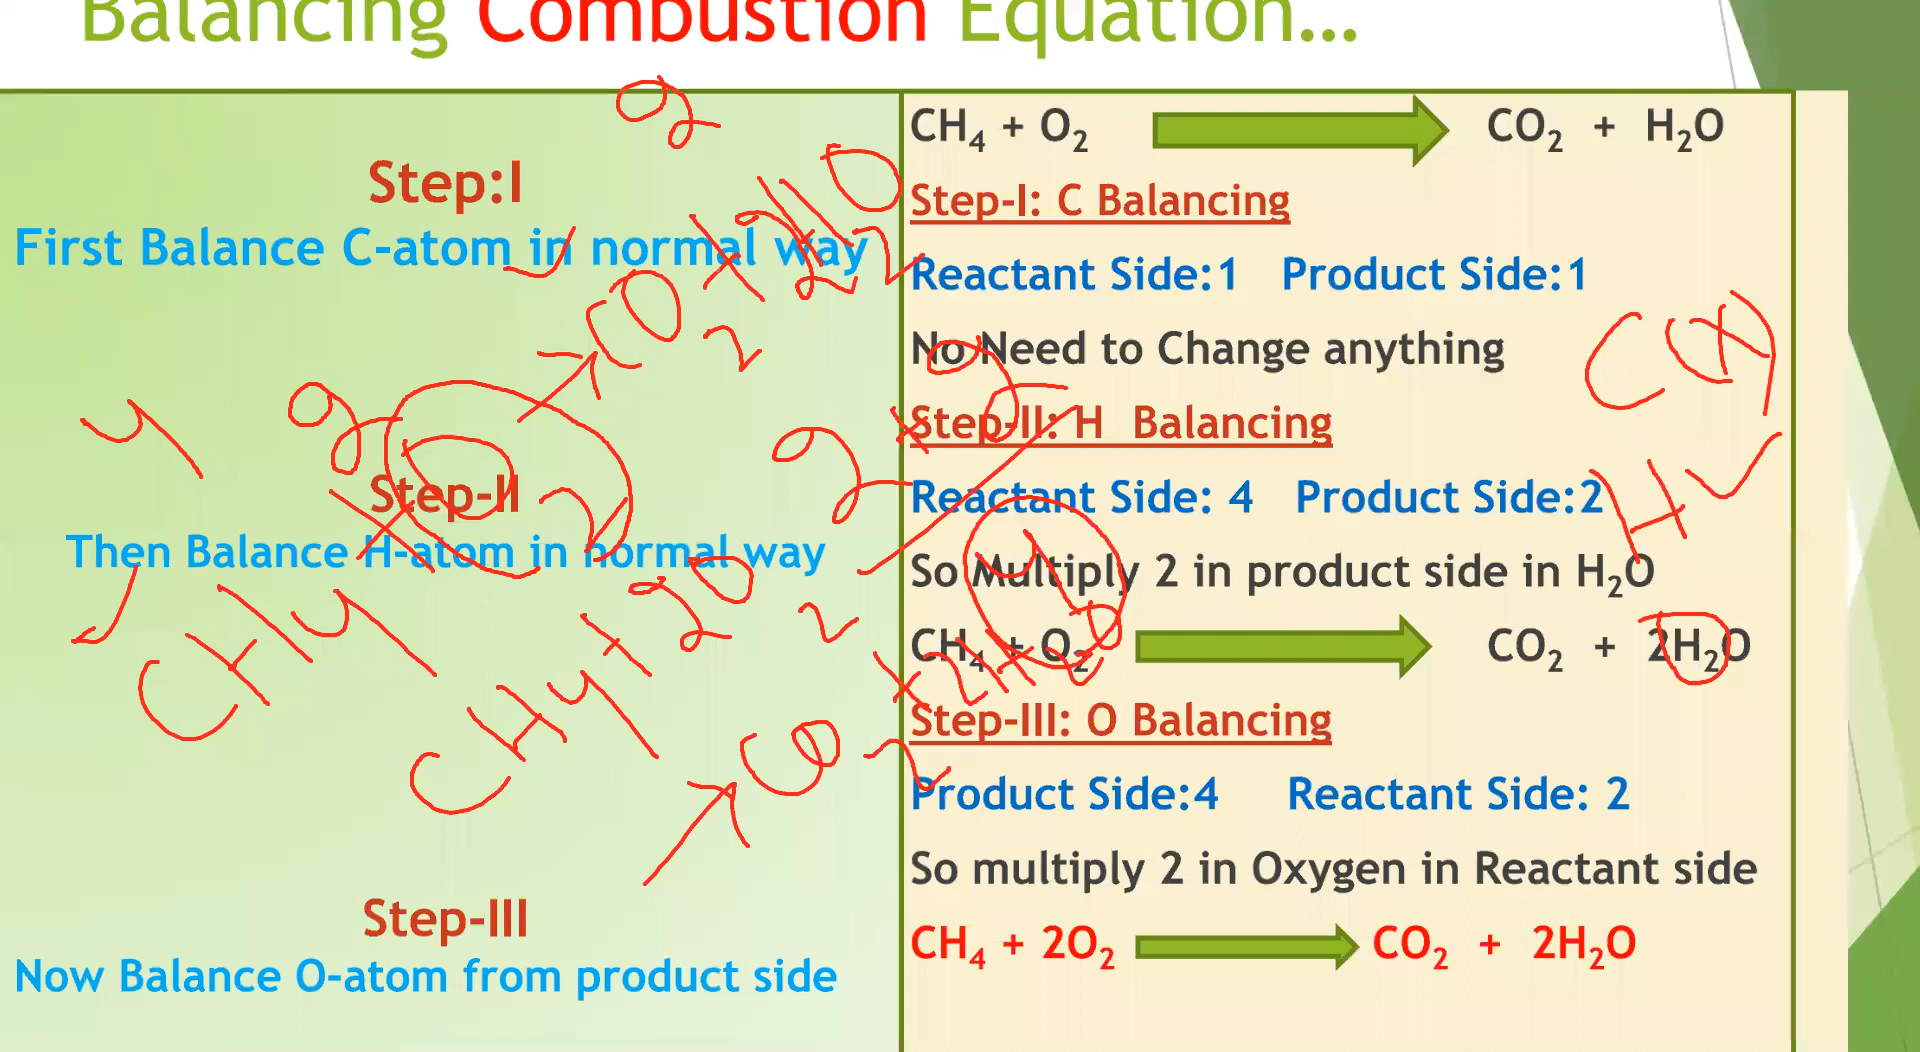 Balancing Combustion Equation...
Step:I
First Balance C-atom in normal way
Step-II
Then Balance H-atom in normal way
Step-III
Now Balance O-atom from product side
CH₄ + O₂ CO₂ + H₂O
Step-I: C Balancing
Reactant Side:1 Product Side:1
No Need to Change anything
Step-II: H Balancing
Reactant Side: 4 Product Side:2
So Multiply 2 in product side in H₂O
CH₄ + O₂ CO₂ + 2H₂O
Step-III: O Balancing
Product Side:4 Reactant Side: 2
So multiply 2 in Oxygen in Reactant side
CH₄ + 2O₂ CO₂ + 2H₂O